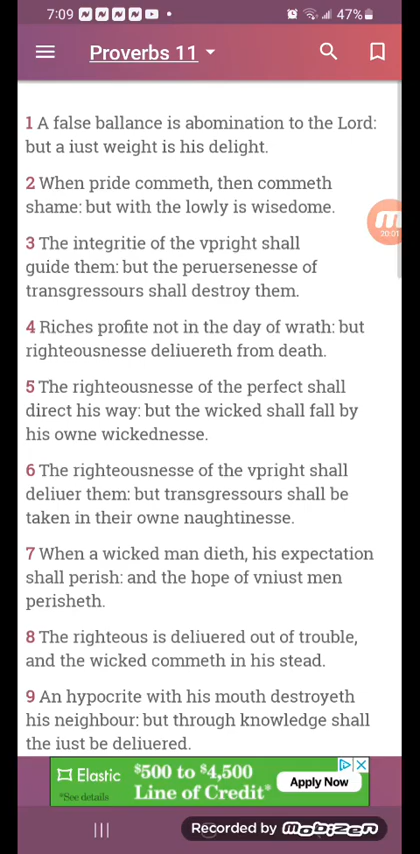 7:09
47%
Proverbs 11
1 A false ballance is abomination to the Lord:
but a iust weight is his delight.
2 When pride commeth, then commeth
shame: but with the lowly is wisedome.
3 The integritie of the vpright shall
guide them: but the peruersenesse of
transgressours shall destroy them.
20:01
4 Riches profite not in the day of wrath: but
righteousnesse deliuereth from death.
5 The righteousnesse of the perfect shall
direct his way: but the wicked shall fall by
his owne wickednesse.
6 The righteousnesse of the vpright shall
deliuer them: but transgressours shall be
taken in their owne naughtinesse.
7 When a wicked man dieth, his expectation
shall perish: and the hope of vniust men
perisheth.
8 The righteous is deliuered out of trouble,
and the wicked commeth in his stead.
9 An hypocrite with his mouth destroyeth
his neighbour: but through knowledge shall
the iust be deliuered.
Elastic
*See details
$500 to $4,500
Line of Credit*
Apply Now
Recorded by mobizen